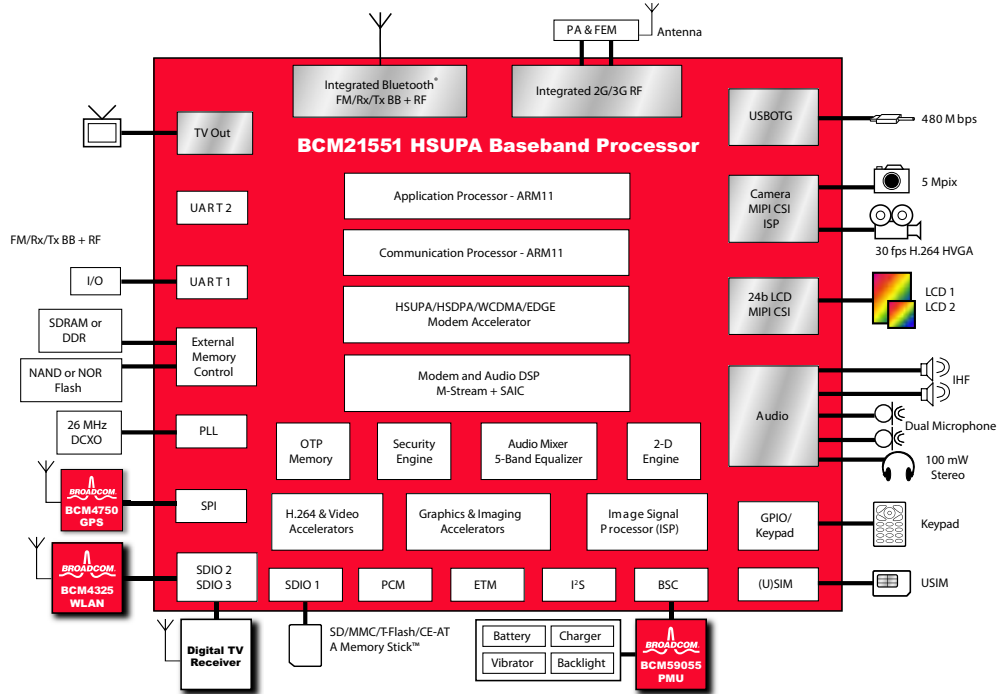 PA & FEM
Antenna
Integrated Bluetooth®
FM/Rx/Tx BB + RF
Integrated 2G/3G RF
TV Out
USBOTG
480 Mbps
BCM21551 HSUPA Baseband Processor
Application Processor - ARM11
Camera
MIPI CSI
ISP
5 Mpix
30 fps H.264 HVGA
UART 2
FM/Rx/Tx BB + RF
Communication Processor - ARM11
I/O
UART 1
HSUPA/HSDPA/WCDMA/EDGE
Modem Accelerator
24b LCD
MIPI CSI
LCD 1
LCD 2
SDRAM or
DDR
External
Memory
Control
NAND or NOR
Flash
Modem and Audio DSP
M-Stream + SAIC
Audio
IHF
Dual Microphone
100 mW
Stereo
26 MHz
DCXO
PLL
OTP
Memory
Security
Engine
Audio Mixer
5-Band Equalizer
2-D
Engine
BROADCOM.
BCM4750
GPS
SPI
H.264 & Video
Accelerators
Graphics & Imaging
Accelerators
Image Signal
Processor (ISP)
GPIO/
Keypad
Keypad
BROADCOM.
BCM4325
WLAN
SDIO 2
SDIO 3
SDIO 1
PCM
ETM
I²S
BSC
(U)SIM
USIM
Digital TV
Receiver
SD/MMC/T-Flash/CE-AT
A Memory Stick™
Battery
Charger
Vibrator
Backlight
BROADCOM.
BCM59055
PMU